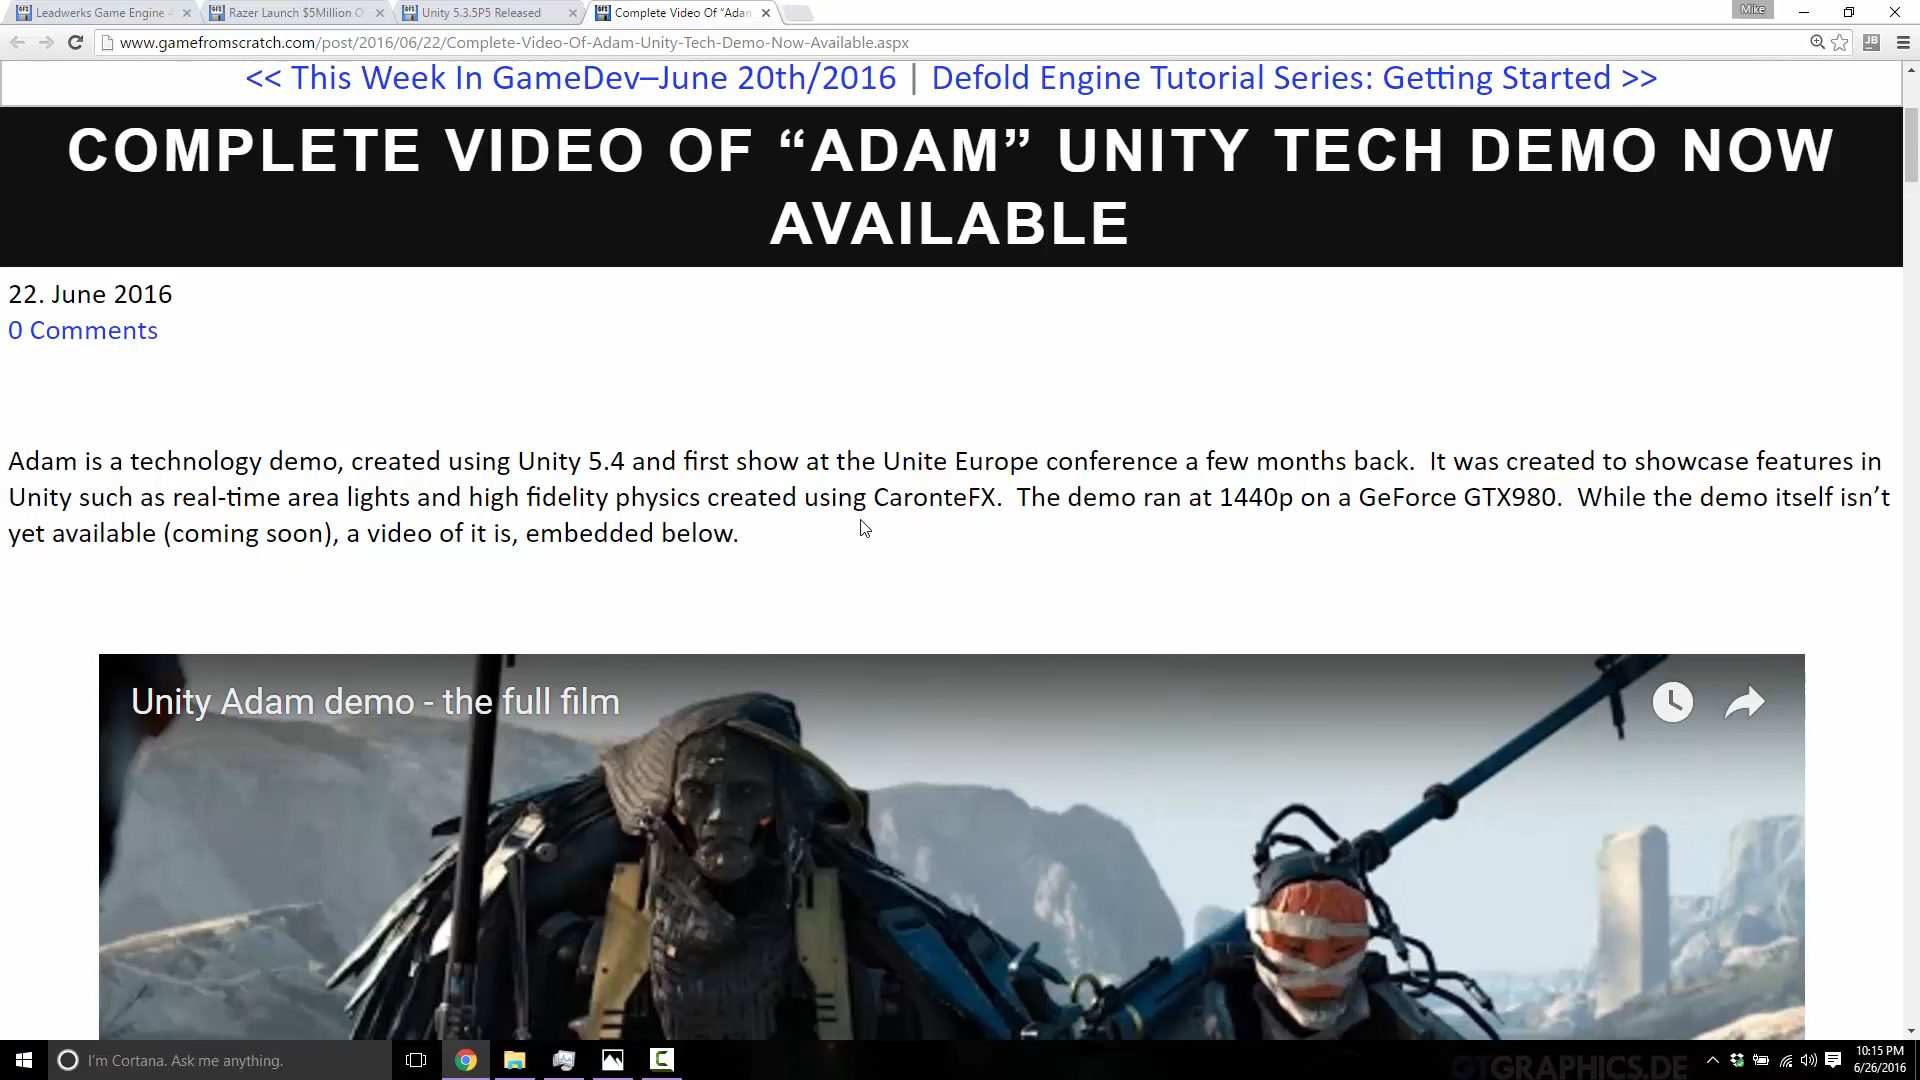 Leadwerks Game Engine -
Razer Launch $5Million O
Unity 5.3.5P5 Released
Complete Video Of “Adam
Mike
www.gamefromscratch.com/post/2016/06/22/Complete-Video-Of-Adam-Unity-Tech-Demo-Now-Available.aspx
JB
<< This Week In GameDev–June 20th/2016 | Defold Engine Tutorial Series: Getting Started >>
COMPLETE VIDEO OF “ADAM” UNITY TECH DEMO NOW
AVAILABLE
22. June 2016
0 Comments
Adam is a technology demo, created using Unity 5.4 and first show at the Unite Europe conference a few months back.  It was created to showcase features in
Unity such as real-time area lights and high fidelity physics created using CaronteFX.  The demo ran at 1440p on a GeForce GTX980.  While the demo itself isn’t
yet available (coming soon), a video of it is, embedded below.
Unity Adam demo - the full film
I'm Cortana. Ask me anything.
GTGRAPHICS.DE
10:15 PM
6/26/2016